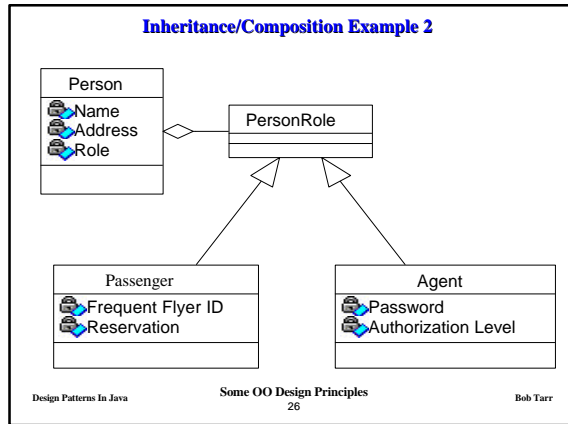 Inheritance/Composition Example 2
Person
Name
Address
Role
PersonRole
Passenger
Frequent Flyer ID
Reservation
Agent
Password
Authorization Level
Design Patterns In Java
Some OO Design Principles
26
Bob Tarr